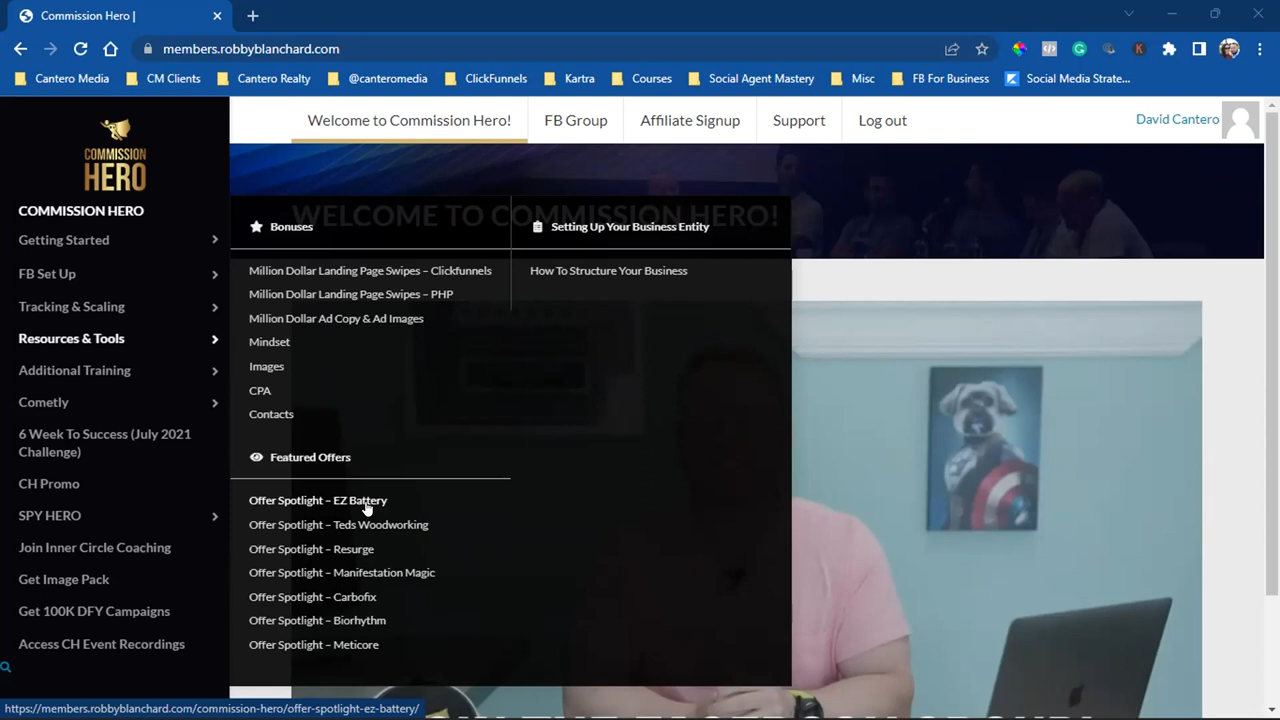 Commission Hero |
members.robbyblanchard.com
Cantero Media
CM Clients
Cantero Realty
@canteromedia
ClickFunnels
Kartra
Courses
Social Agent Mastery
Misc
FB For Business
Social Media Strate...
COMMISSION
HERO
Welcome to Commission Hero!
FB Group
Affiliate Signup
Support
Log out
David Cantero
WELCOME TO COMMISSION HERO!
COMMISSION HERO
Getting Started
FB Set Up
Tracking & Scaling
Resources & Tools
Additional Training
Cometly
6 Week To Success (July 2021
Challenge)
CH Promo
SPY HERO
Join Inner Circle Coaching
Get Image Pack
Get 100K DFY Campaigns
Access CH Event Recordings
Bonuses
Million Dollar Landing Page Swipes – Clickfunnels
Million Dollar Landing Page Swipes – PHP
Million Dollar Ad Copy & Ad Images
Mindset
Images
CPA
Contacts
Featured Offers
Offer Spotlight – EZ Battery
Offer Spotlight – Teds Woodworking
Offer Spotlight – Resurge
Offer Spotlight – Manifestation Magic
Offer Spotlight – Carbofix
Offer Spotlight – Biorhythm
Offer Spotlight – Meticore
Setting Up Your Business Entity
How To Structure Your Business
https://members.robbyblanchard.com/commission-hero/offer-spotlight-ez-battery/